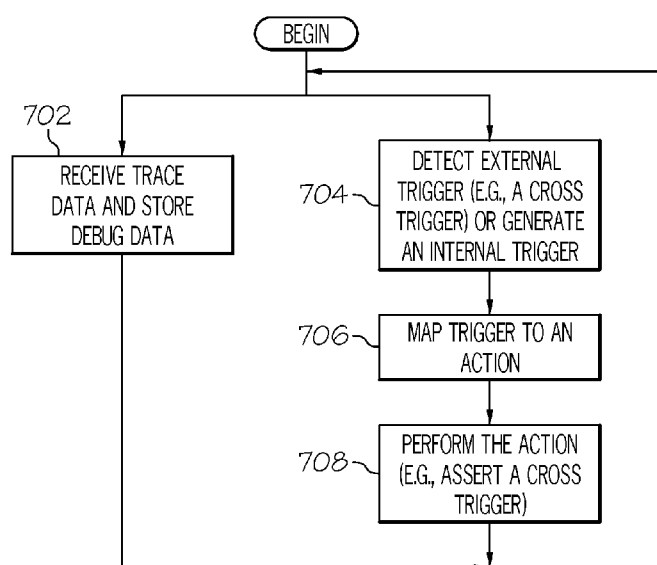 BEGIN
702
RECEIVE TRACE
DATA AND STORE
DEBUG DATA
704
DETECT EXTERNAL
TRIGGER (E.G., A CROSS
TRIGGER) OR GENERATE
AN INTERNAL TRIGGER
706
MAP TRIGGER TO AN
ACTION
708
PERFORM THE ACTION
(E.G., ASSERT A CROSS
TRIGGER)